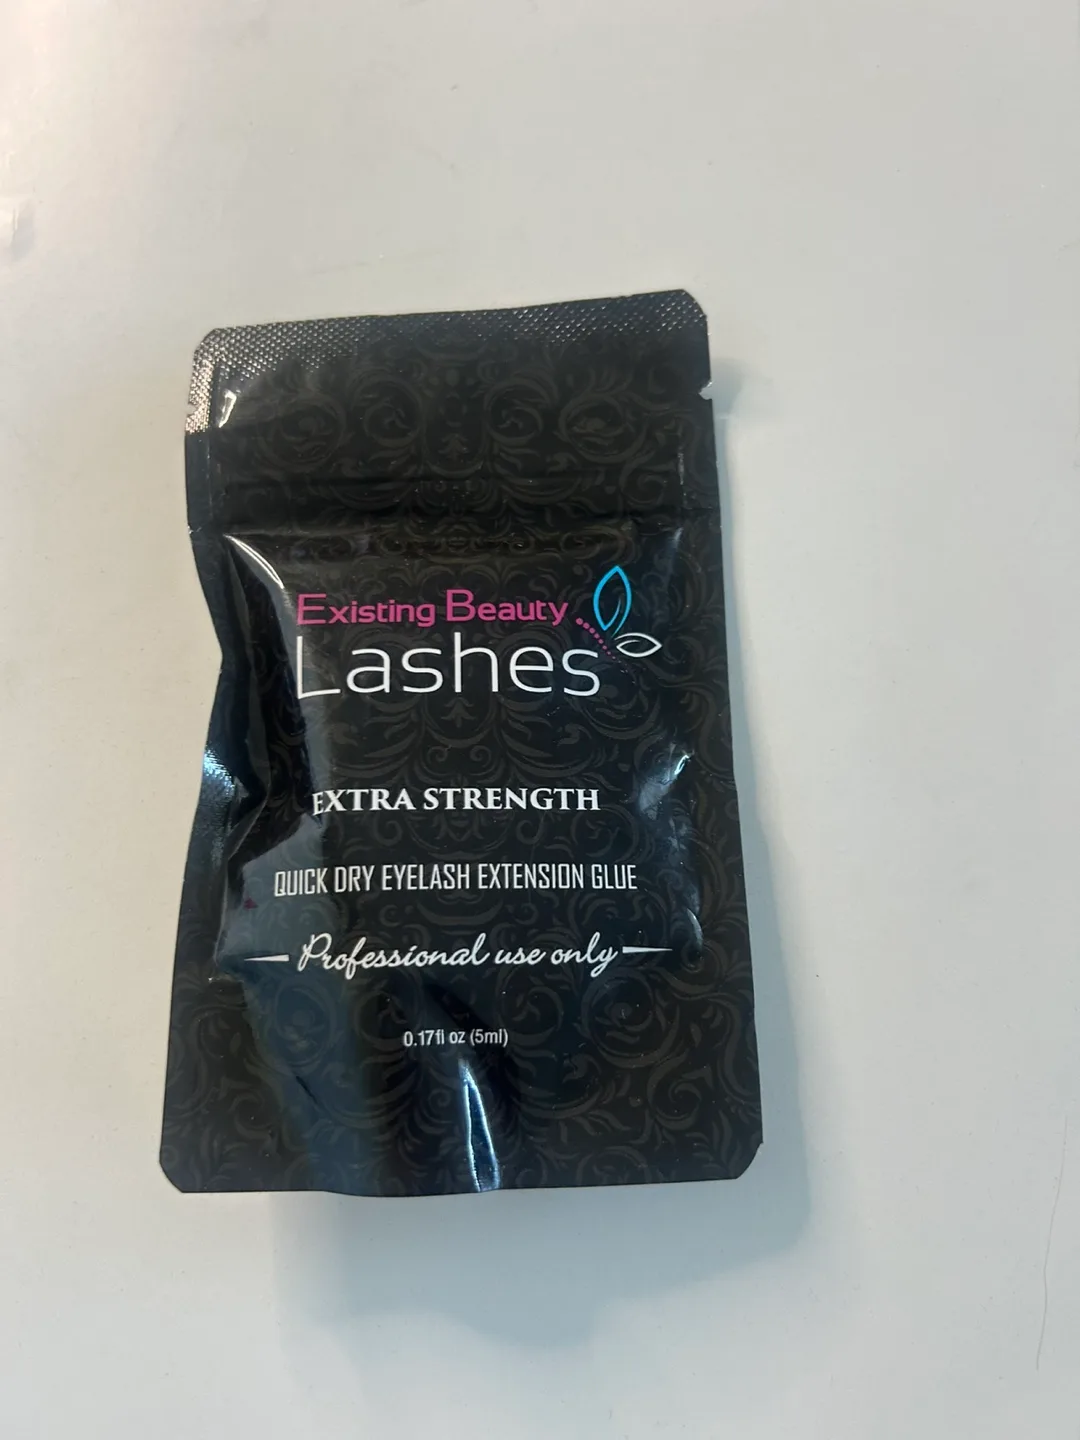 Existing Beauty
Lashes
EXTRA STRENGTH
QUICK DRY EYELASH EXTENSION GLUE
Professional use only
0.17fl oz (5ml)